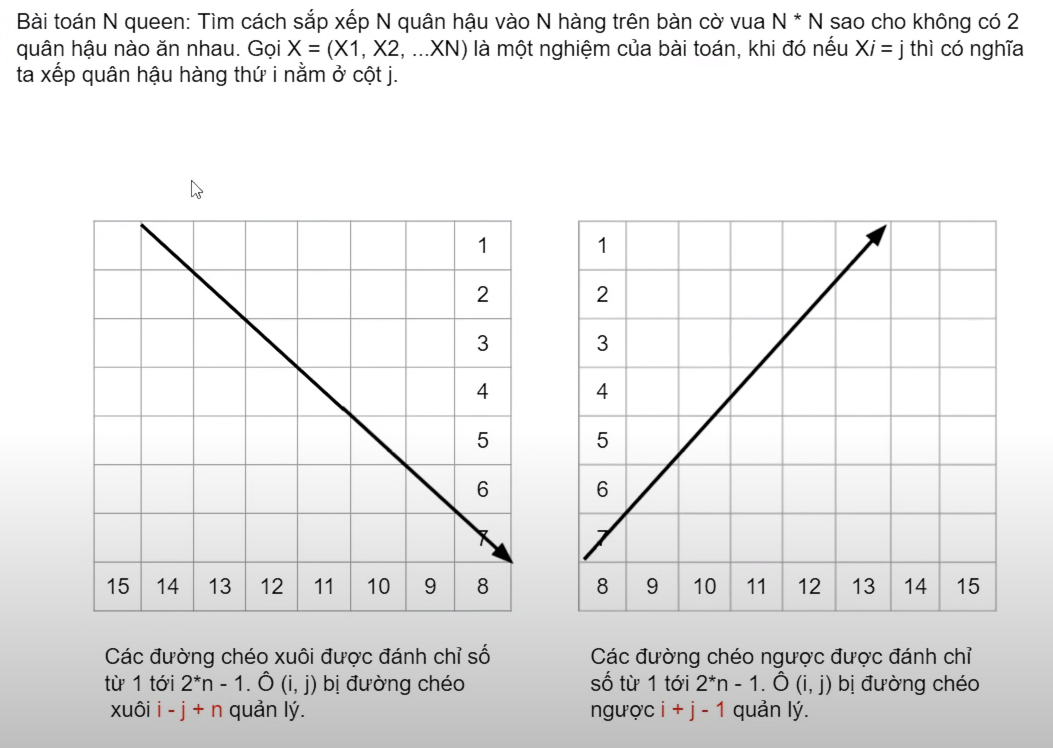 Bài toán N queen: Tìm cách sắp xếp N quân hậu vào N hàng trên bàn cờ vua N * N sao cho không có 2
quân hậu nào ăn nhau. Gọi X = (X1, X2, ...XN) là một nghiệm của bài toán, khi đó nếu Xi = j thì có nghĩa
ta xếp quân hậu hàng thứ i nằm ở cột j.
1
2
3
4
5
6
7
15 14 13 12 11 10 9 8
Các đường chéo xuôi được đánh chỉ số
từ 1 tới 2*n - 1. Ô (i, j) bị đường chéo
xuôi i - j + n quản lý.
1
2
3
4
5
6
7
8 9 10 11 12 13 14 15
Các đường chéo ngược được đánh chỉ
số từ 1 tới 2*n - 1. Ô (i, j) bị đường chéo
ngược i + j - 1 quản lý.